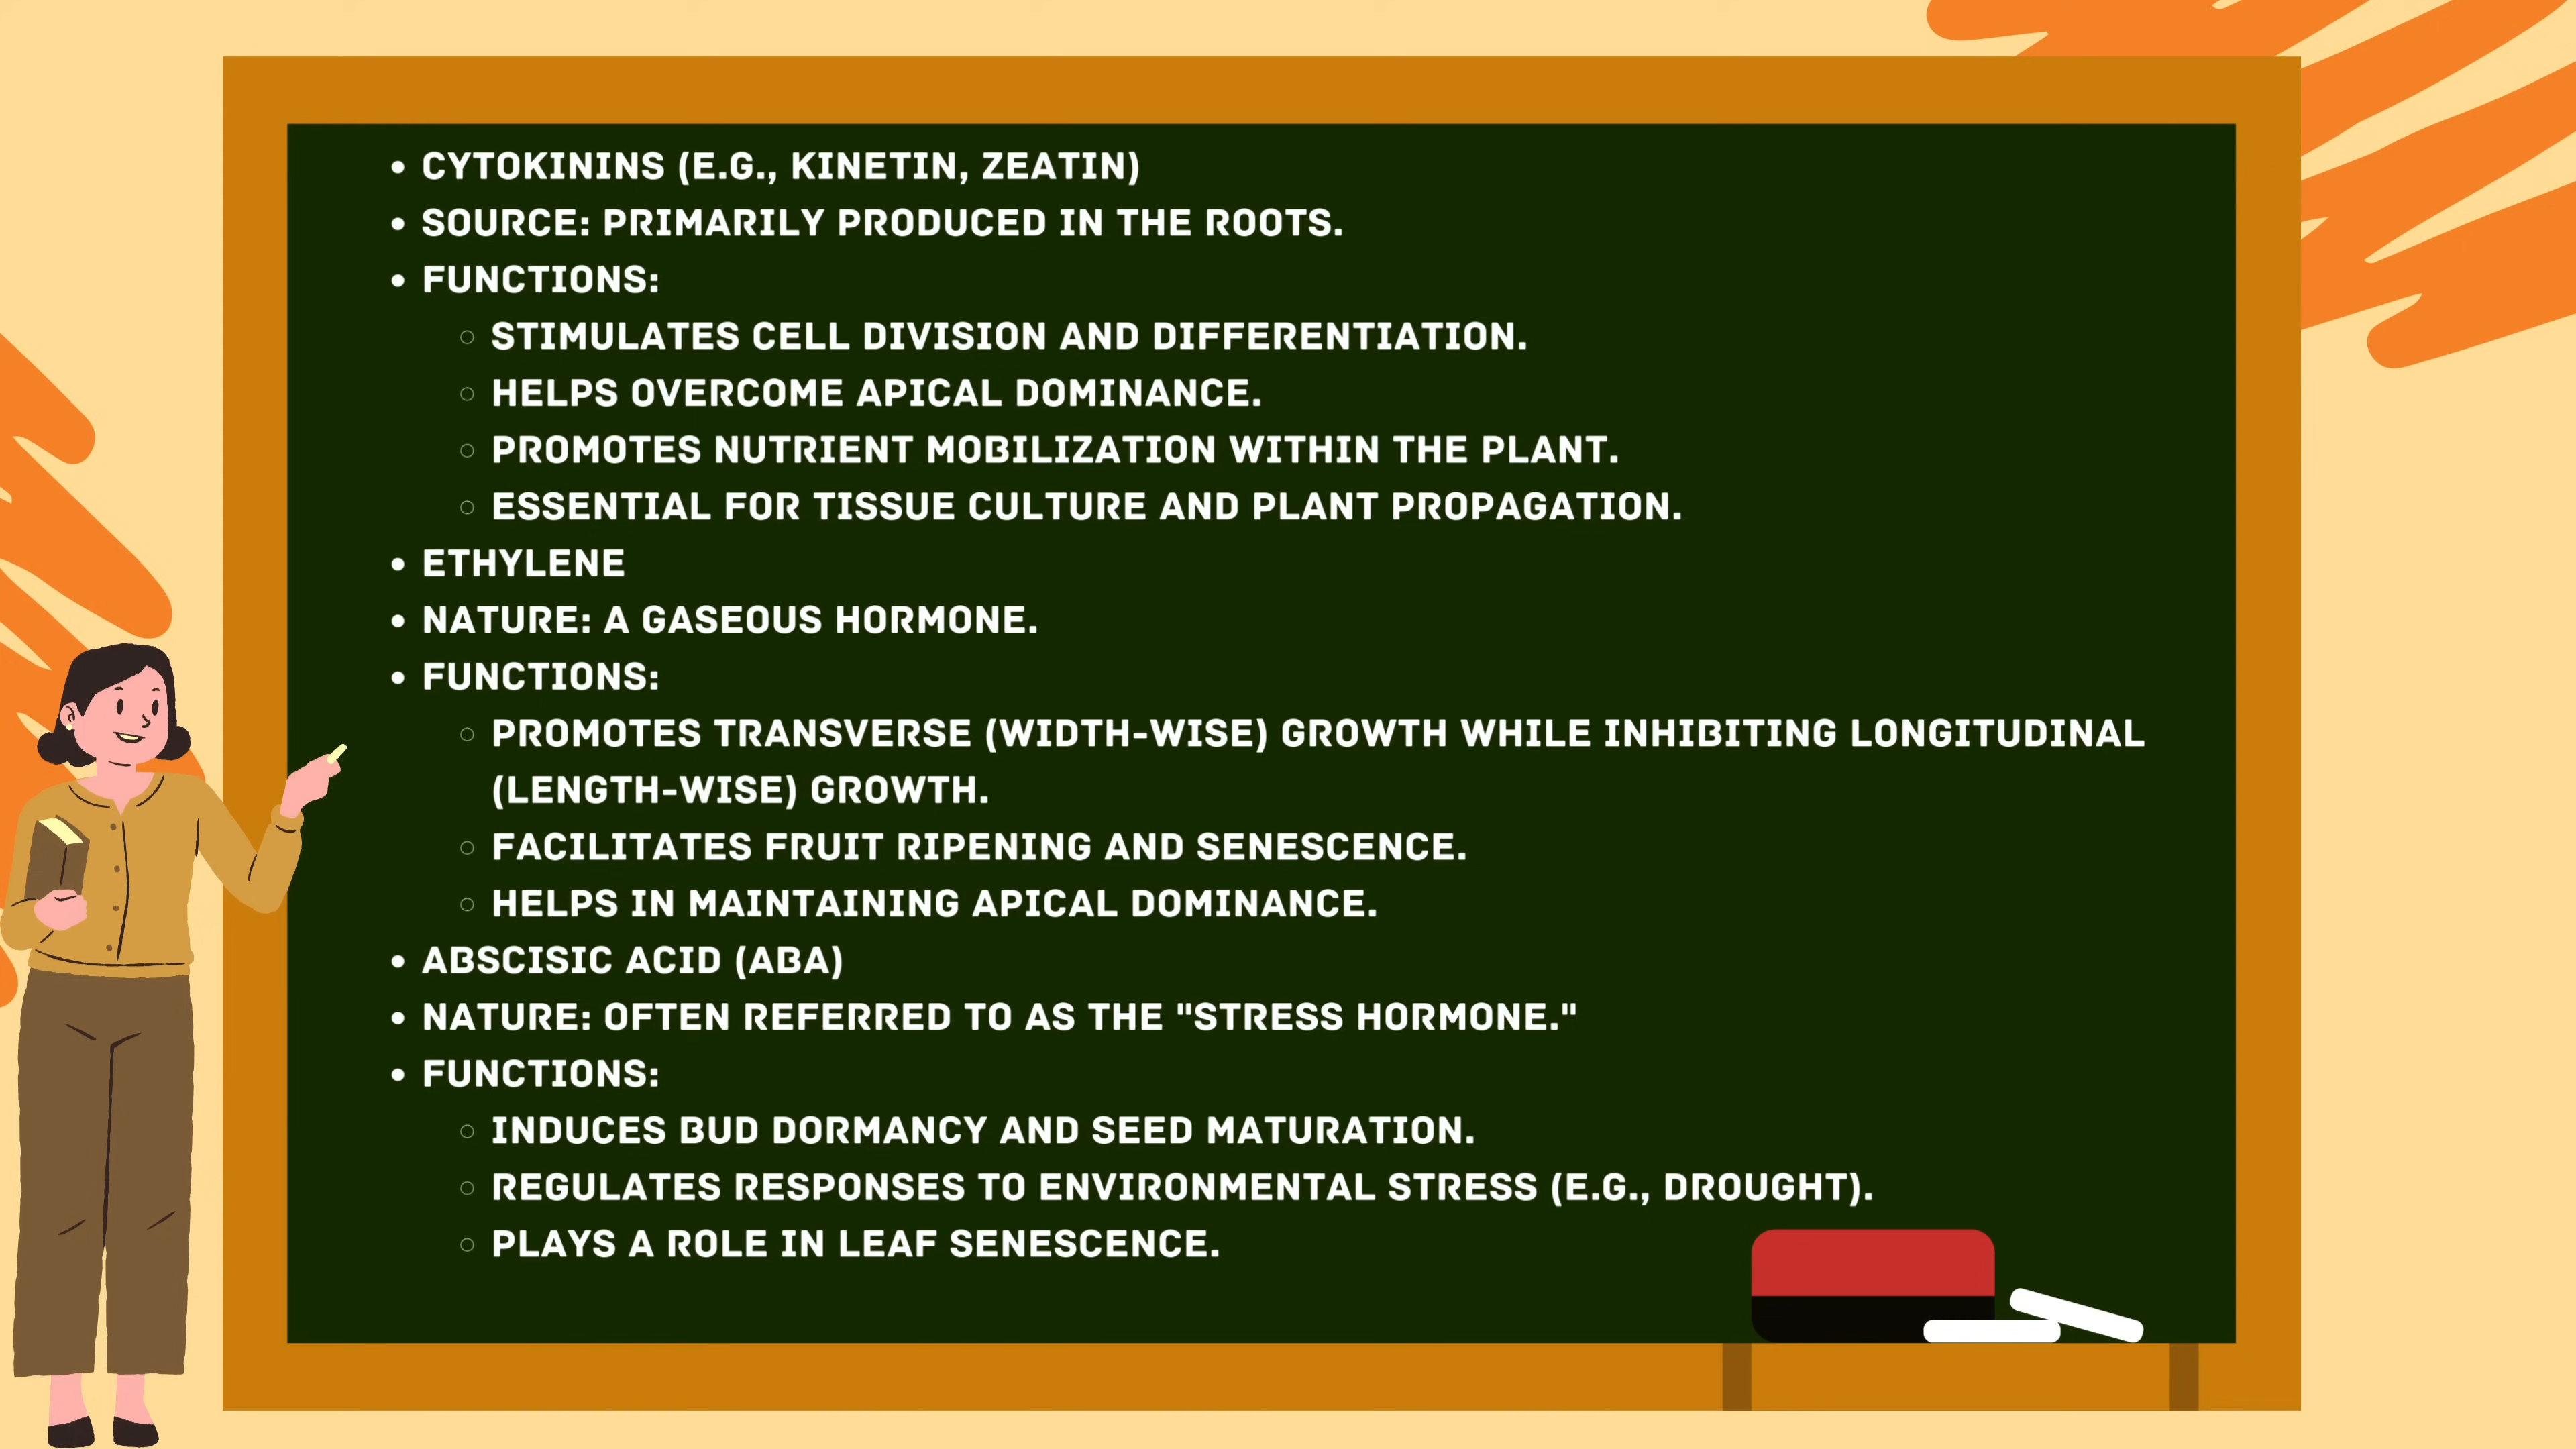 • CYTOKININS (E.G., KINETIN, ZEATIN)
• SOURCE: PRIMARILY PRODUCED IN THE ROOTS.
• FUNCTIONS:
○ STIMULATES CELL DIVISION AND DIFFERENTIATION.
○ HELPS OVERCOME APICAL DOMINANCE.
○ PROMOTES NUTRIENT MOBILIZATION WITHIN THE PLANT.
○ ESSENTIAL FOR TISSUE CULTURE AND PLANT PROPAGATION.
• ETHYLENE
• NATURE: A GASEOUS HORMONE.
• FUNCTIONS:
○ PROMOTES TRANSVERSE (WIDTH-WISE) GROWTH WHILE INHIBITING LONGITUDINAL
(LENGTH-WISE) GROWTH.
○ FACILITATES FRUIT RIPENING AND SENESCENCE.
○ HELPS IN MAINTAINING APICAL DOMINANCE.
• ABSCISIC ACID (ABA)
• NATURE: OFTEN REFERRED TO AS THE "STRESS HORMONE."
• FUNCTIONS:
○ INDUCES BUD DORMANCY AND SEED MATURATION.
○ REGULATES RESPONSES TO ENVIRONMENTAL STRESS (E.G., DROUGHT).
○ PLAYS A ROLE IN LEAF SENESCENCE.